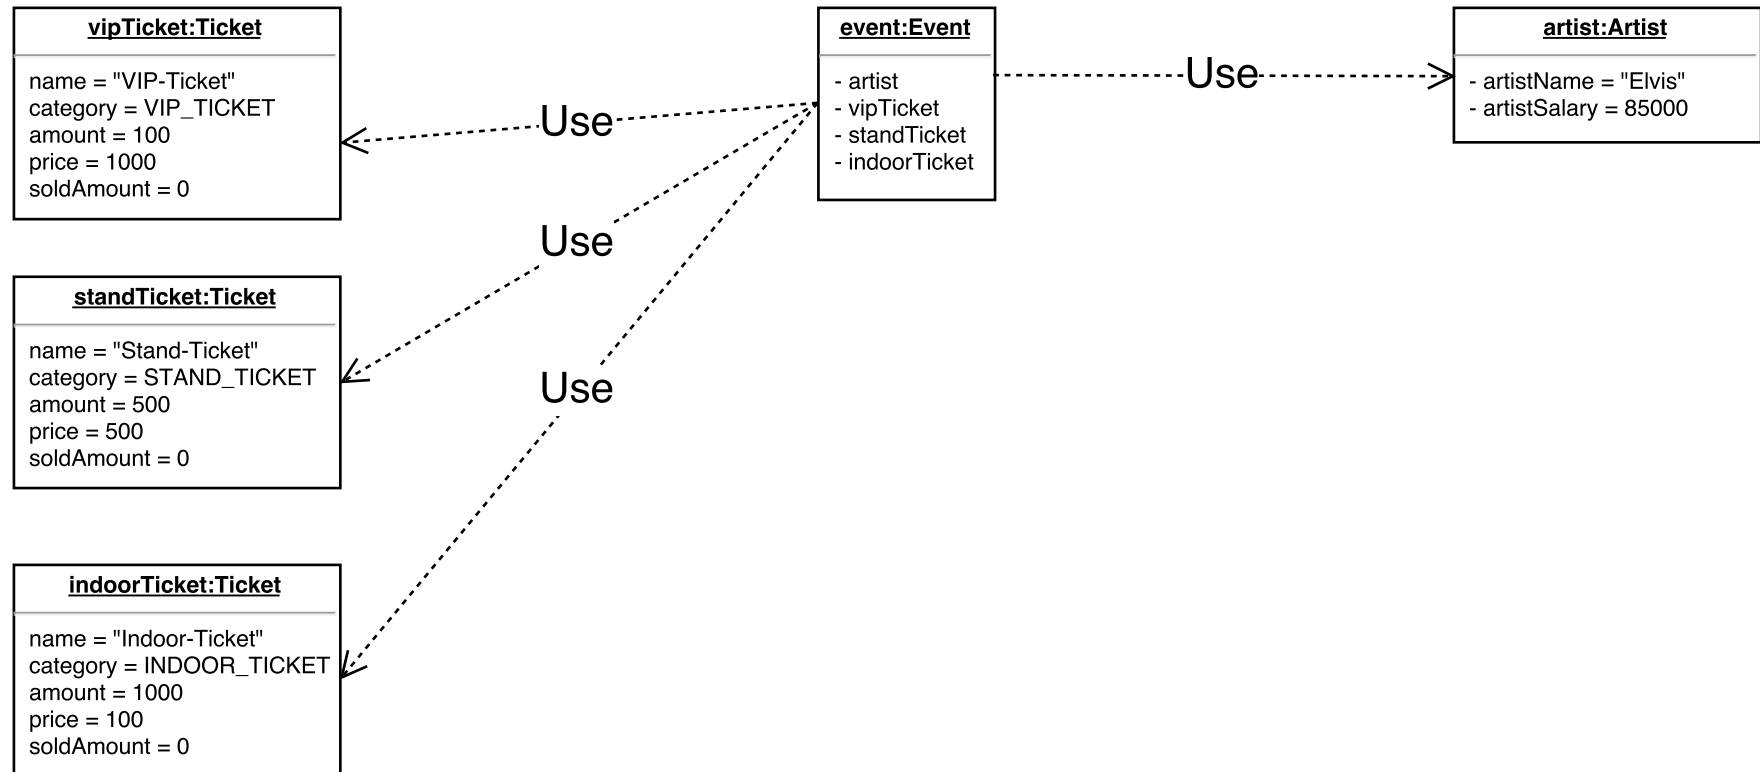 vipTicket:Ticket
name = "VIP-Ticket"
category = VIP_TICKET
amount = 100
price = 1000
soldAmount = 0
event:Event
- artist
- vipTicket
- standTicket
- indoorTicket
artist:Artist
- artistName = "Elvis"
- artistSalary = 85000
Use
Use
Use
Use
standTicket:Ticket
name = "Stand-Ticket"
category = STAND_TICKET
amount = 500
price = 500
soldAmount = 0
indoorTicket:Ticket
name = "Indoor-Ticket"
category = INDOOR_TICKET
amount = 1000
price = 100
soldAmount = 0